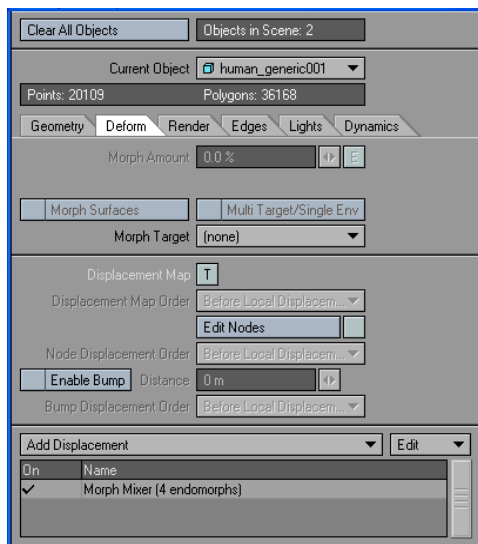 Clear All Objects Objects in Scene: 2
Current Object human_generic001
Points: 20109 Polygons: 36168
Geometry Deform Render Edges Lights Dynamics
Morph Amount 0.0 % E
Morph Surfaces Multi Target/Single Env
Morph Target (none)
Displacement Map T
Displacement Map Order Before Local Displacem...
Edit Nodes
Node Displacement Order Before Local Displacem...
Enable Bump Distance 0 m
Bump Displacement Order Before Local Displacem...
Add Displacement Edit
On Name
Morph Mixer (4 endomorphs)